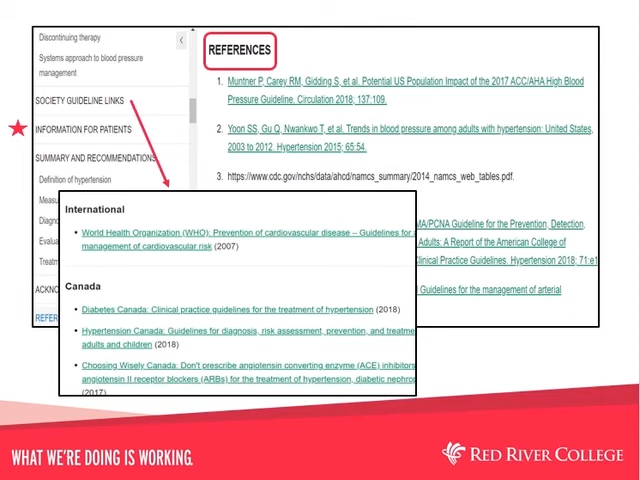 Discontinuing therapy
Systems approach to blood pressure
management
SOCIETY GUIDELINE LINKS
INFORMATION FOR PATIENTS
SUMMARY AND RECOMMENDATIONS
Definition of hypertension
Measu
Diagno
Evalua
Treatm
ACKNO
REFER
REFERENCES
1. Muntner P, Carey RM, Gidding S, et al. Potential US Population Impact of the 2017 ACC/AHA High Blood
Pressure Guideline. Circulation 2018; 137:109.
2. Yoon SS, Gu Q, Nwankwo T, et al. Trends in blood pressure among adults with hypertension: United States,
2003 to 2012. Hypertension 2015; 65:54.
3. https://www.cdc.gov/nchs/data/ahcd/namcs_summary/2014_namcs_web_tables.pdf.
MA/PCNA Guideline for the Prevention, Detection,
Adults: A Report of the American College of
Clinical Practice Guidelines. Hypertension 2018; 71:e1
Guidelines for the management of arterial
International
World Health Organization (WHO): Prevention of cardiovascular disease – Guidelines for a
management of cardiovascular risk (2007)
Canada
Diabetes Canada: Clinical practice guidelines for the treatment of hypertension (2018)
Hypertension Canada: Guidelines for diagnosis, risk assessment, prevention, and treatme
adults and children (2018)
Choosing Wisely Canada: Don't prescribe angiotensin converting enzyme (ACE) inhibitors
angiotensin II receptor blockers (ARBs) for the treatment of hypertension, diabetic nephrop
(2017)
WHAT WE'RE DOING IS WORKING.
RED RIVER COLLEGE